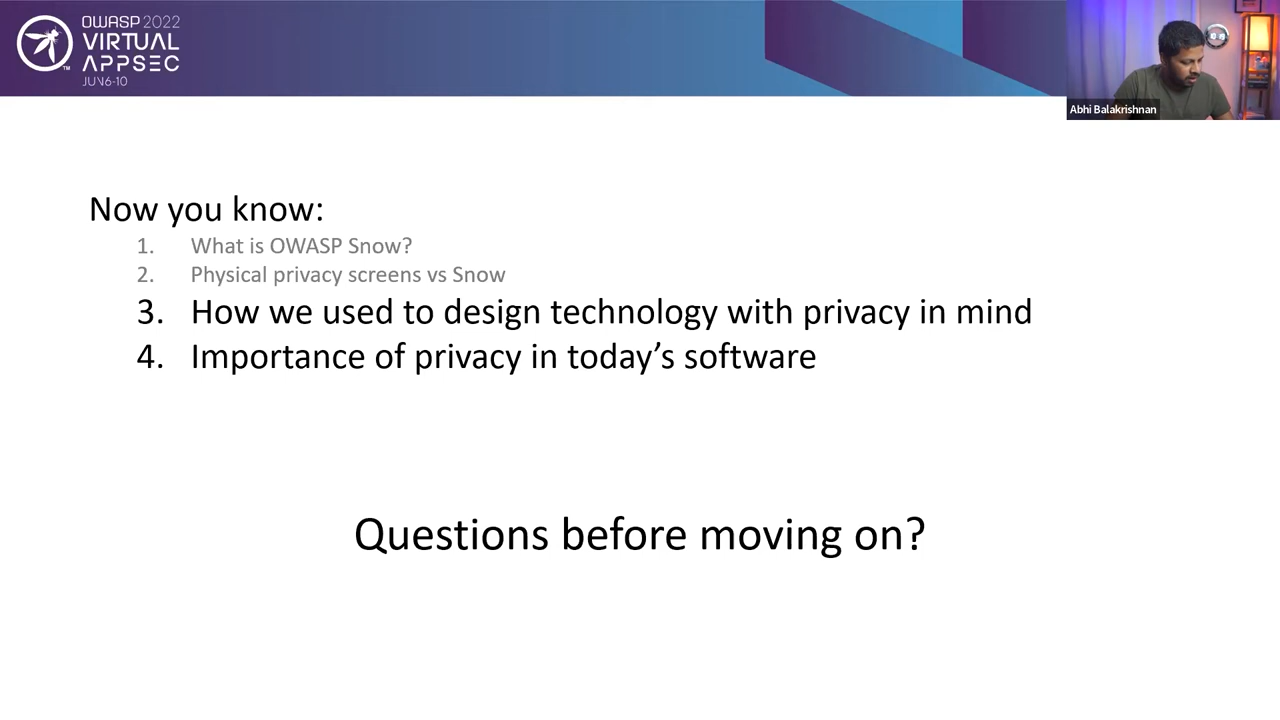 OWASP 2022
VIRTUAL
APPSEC
JUN6-10
Abhi Balakrishnan
Now you know:
1. What is OWASP Snow?
2. Physical privacy screens vs Snow
3. How we used to design technology with privacy in mind
4. Importance of privacy in today’s software
Questions before moving on?